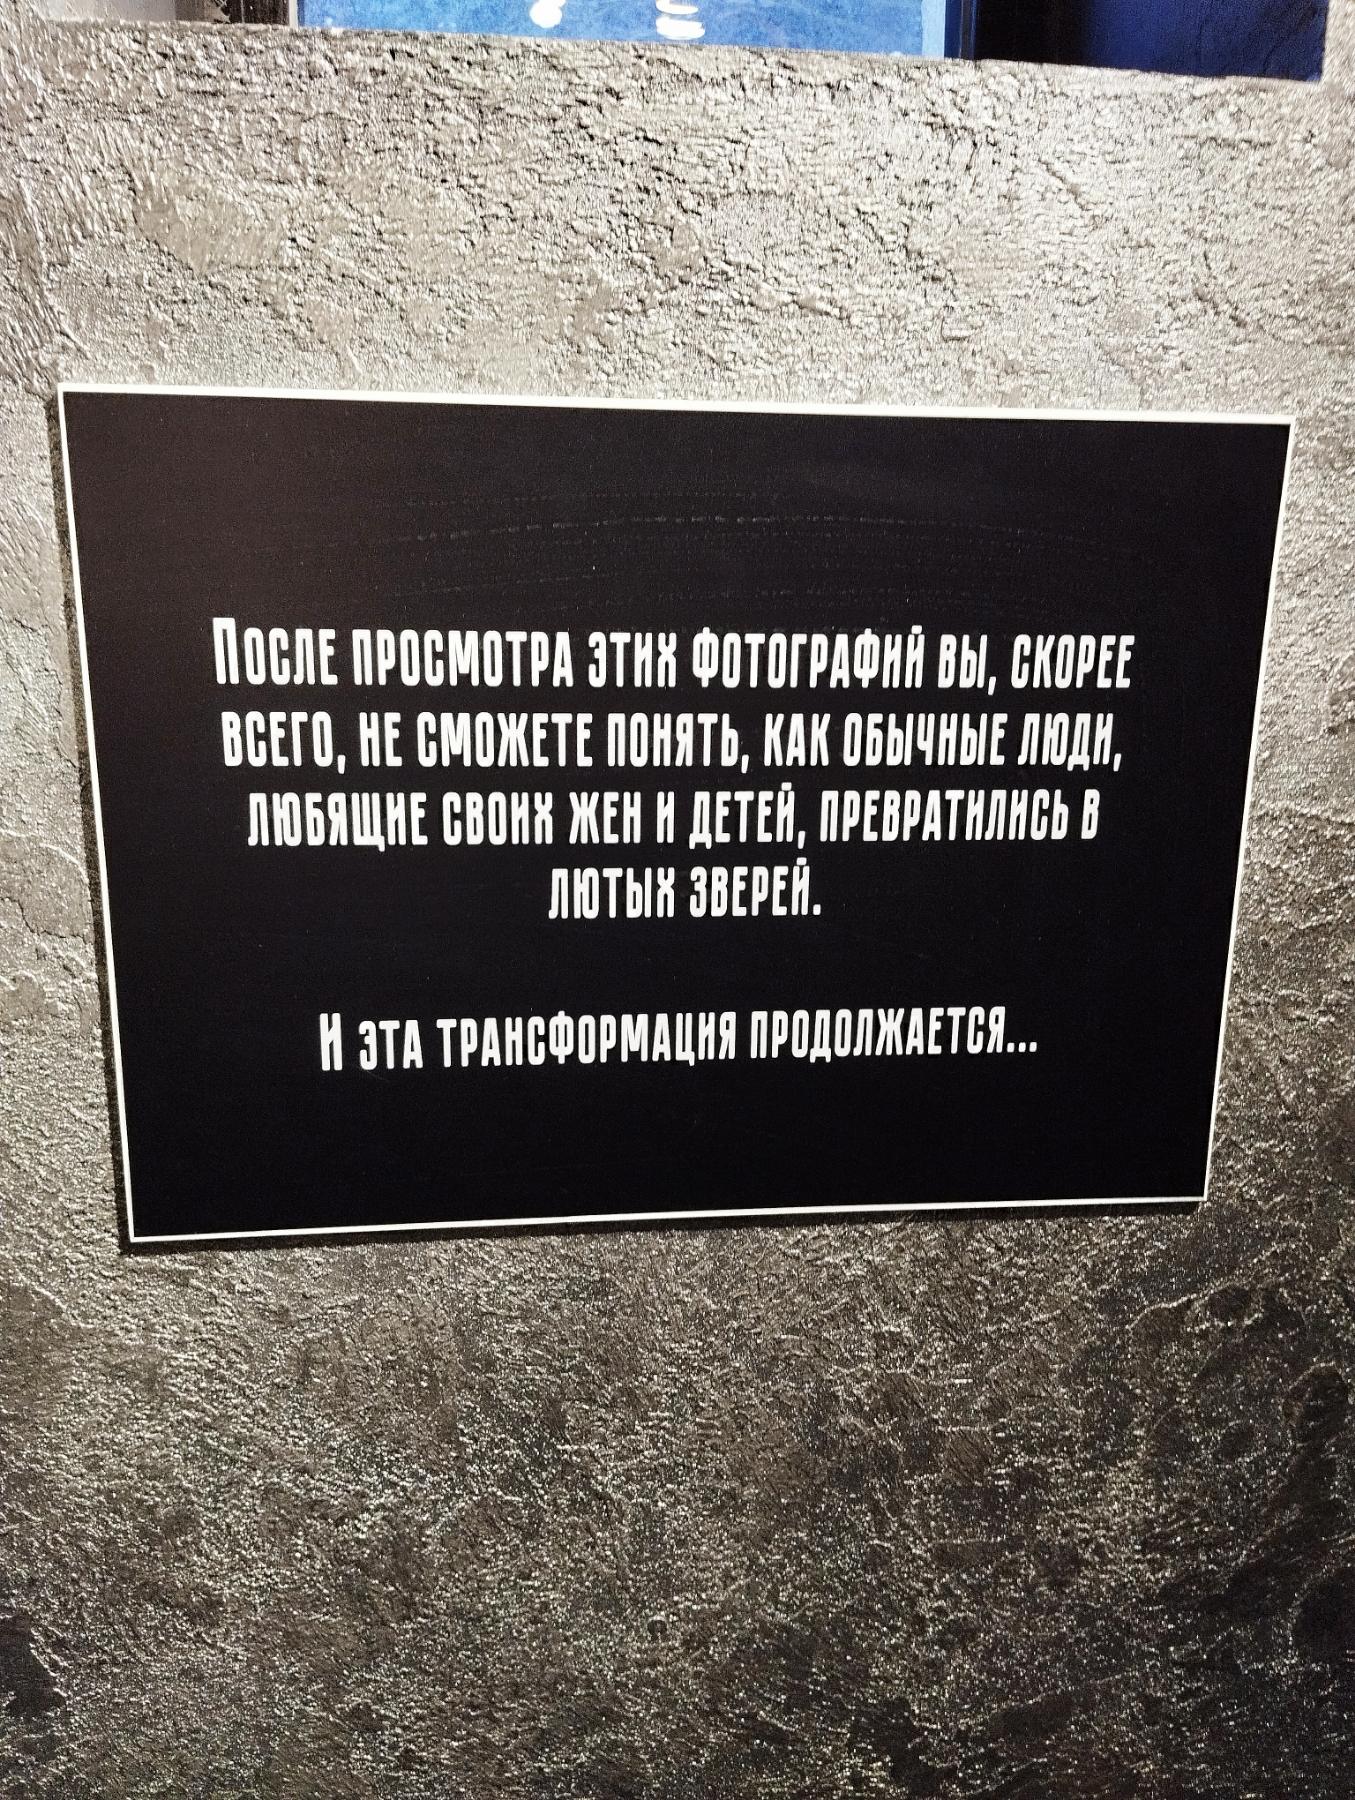 После просмотра этих фотографий вы, скорее
всего, не сможете понять, как обычные люди,
любящие своих жен и детей, превратились в
лютых зверей.
И эта трансформация продолжается...